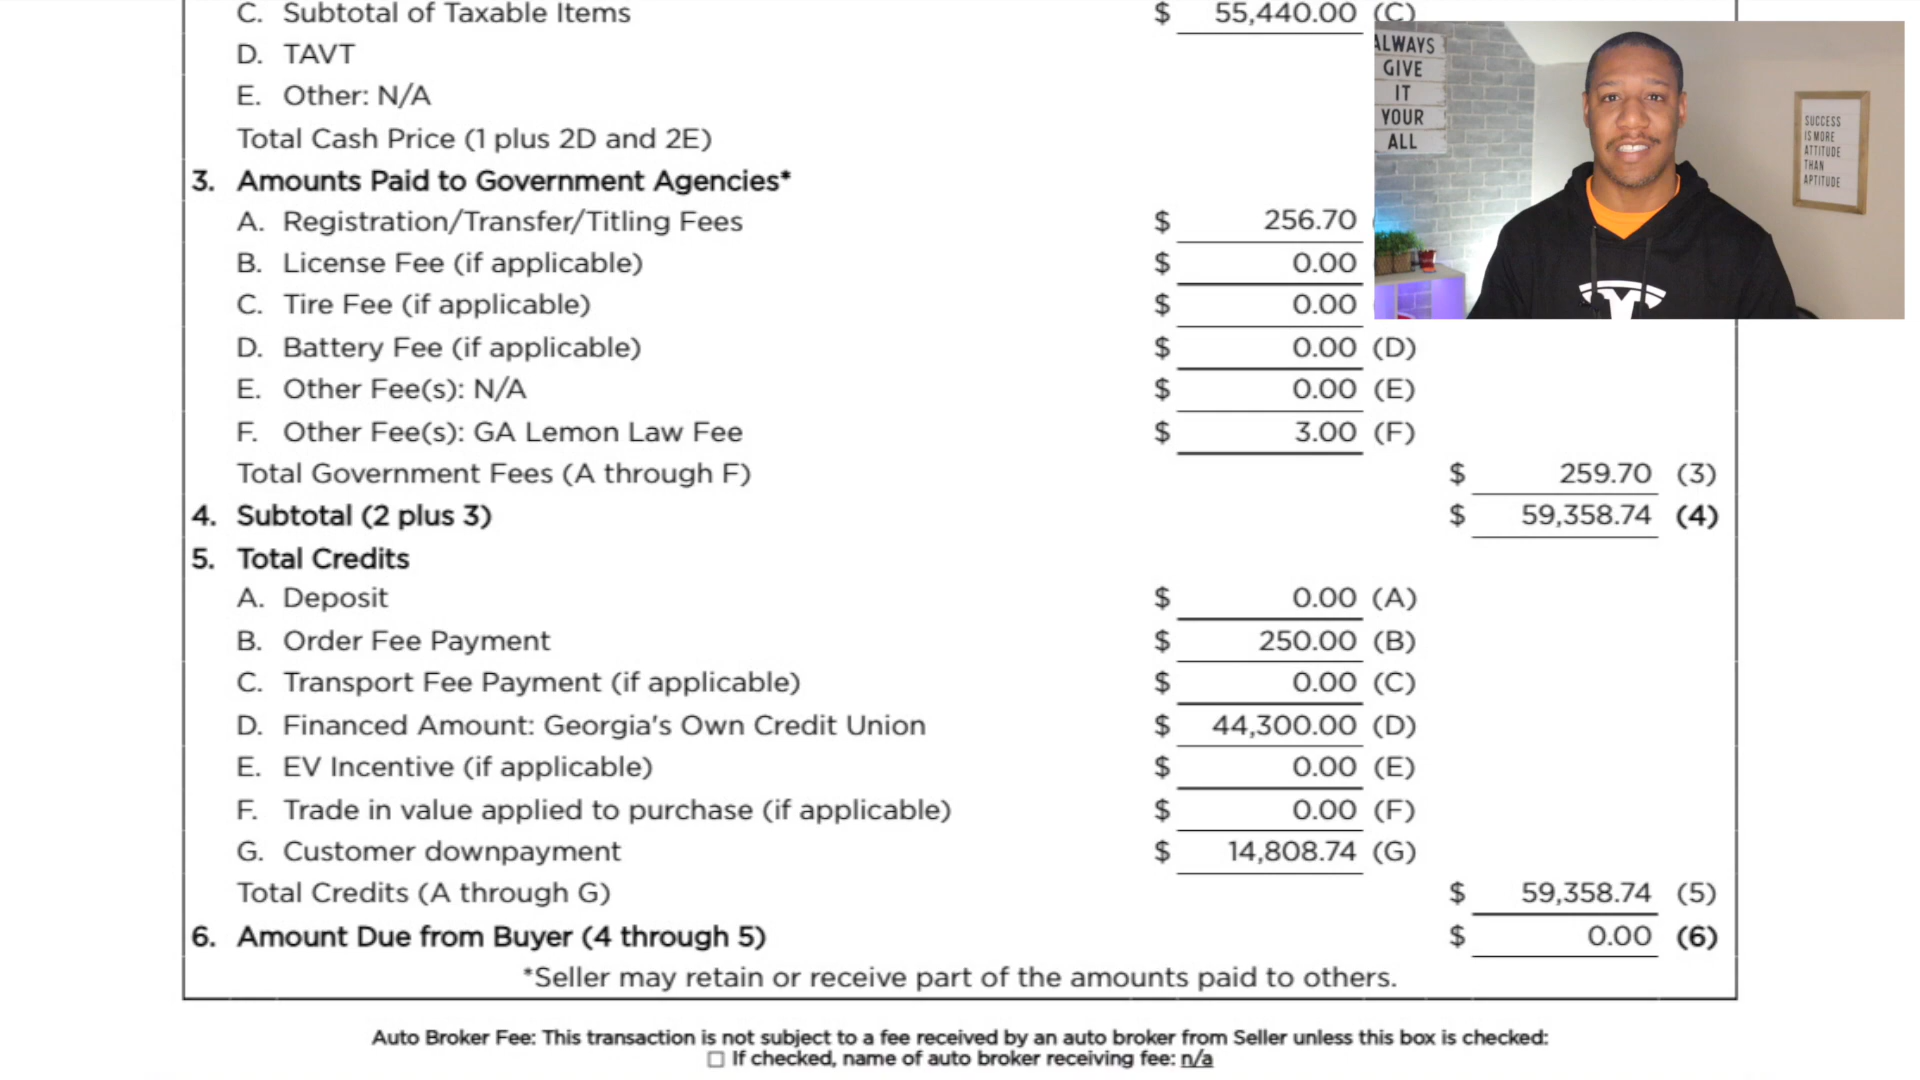 C. Subtotal of Taxable Items $ 55,440.00 (C)
D. TAVT
E. Other: N/A
Total Cash Price (1 plus 2D and 2E)
3. Amounts Paid to Government Agencies*
A. Registration/Transfer/Titling Fees $ 256.70
B. License Fee (if applicable) $ 0.00
C. Tire Fee (if applicable) $ 0.00
D. Battery Fee (if applicable) $ 0.00 (D)
E. Other Fee(s): N/A $ 0.00 (E)
F. Other Fee(s): GA Lemon Law Fee $ 3.00 (F)
Total Government Fees (A through F) $ 259.70 (3)
4. Subtotal (2 plus 3) $ 59,358.74 (4)
5. Total Credits
A. Deposit $ 0.00 (A)
B. Order Fee Payment $ 250.00 (B)
C. Transport Fee Payment (if applicable) $ 0.00 (C)
D. Financed Amount: Georgia's Own Credit Union $ 44,300.00 (D)
E. EV Incentive (if applicable) $ 0.00 (E)
F. Trade in value applied to purchase (if applicable) $ 0.00 (F)
G. Customer downpayment $ 14,808.74 (G)
Total Credits (A through G) $ 59,358.74 (5)
6. Amount Due from Buyer (4 through 5) $ 0.00 (6)
*Seller may retain or receive part of the amounts paid to others.
Auto Broker Fee: This transaction is not subject to a fee received by an auto broker from Seller unless this box is checked:
☐ If checked, name of auto broker receiving fee: n/a
ALWAYS
GIVE
IT
YOUR
ALL
SUCCESS
IS MORE
ATTITUDE
THAN
APTITUDE